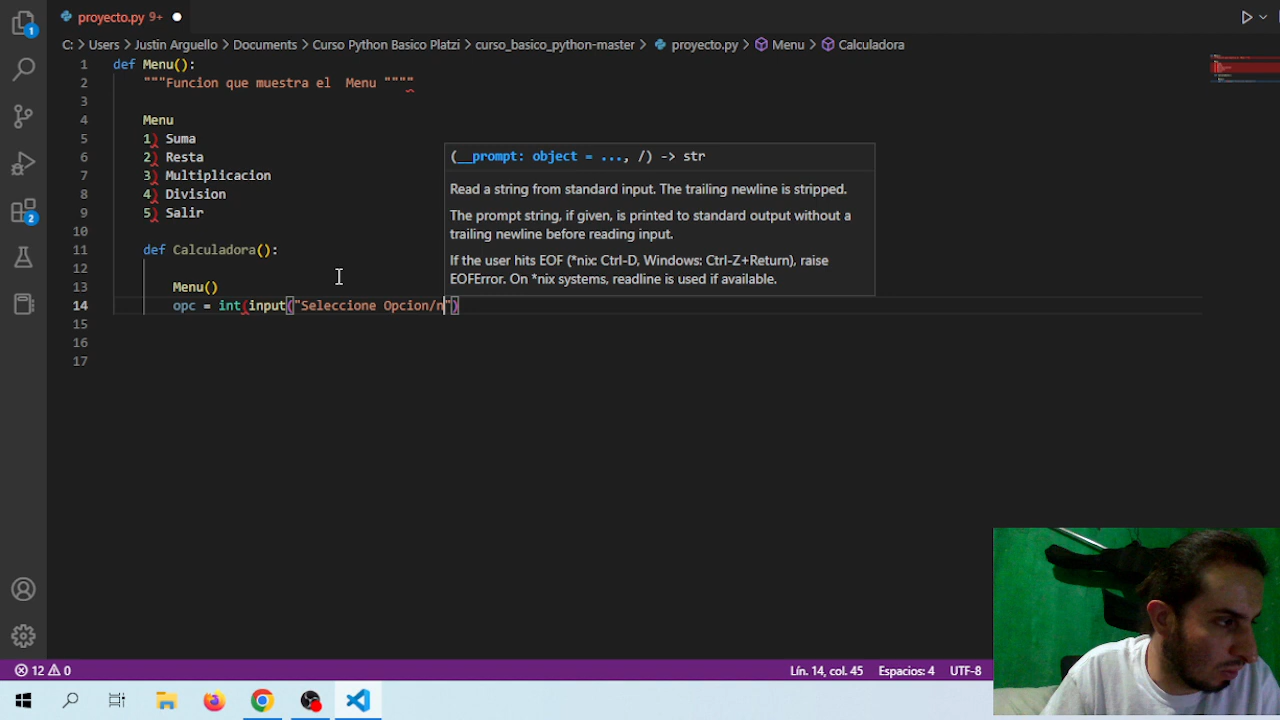 proyecto.py 9+
C: > Users > Justin Arguello > Documents > Curso Python Basico Platzi > curso_basico_python-master > proyecto.py > Menu > Calculadora
1 def Menu():
2 """Funcion que muestra el  Menu """"
3
4 Menu
5 1) Suma
6 2) Resta
7 3) Multiplicacion
8 4) Division
9 5) Salir
10
11 def Calculadora():
12
13 Menu()
14 opc = int(input("Seleccione Opcion/n")
15
16
17
(__prompt: object = ..., /) -> str
Read a string from standard input. The trailing newline is stripped.
The prompt string, if given, is printed to standard output without a
trailing newline before reading input.
If the user hits EOF (*nix: Ctrl-D, Windows: Ctrl-Z+Return), raise
EOFError. On *nix systems, readline is used if available.
1
2
12 0
Lín. 14, col. 45 Espacios: 4 UTF-8